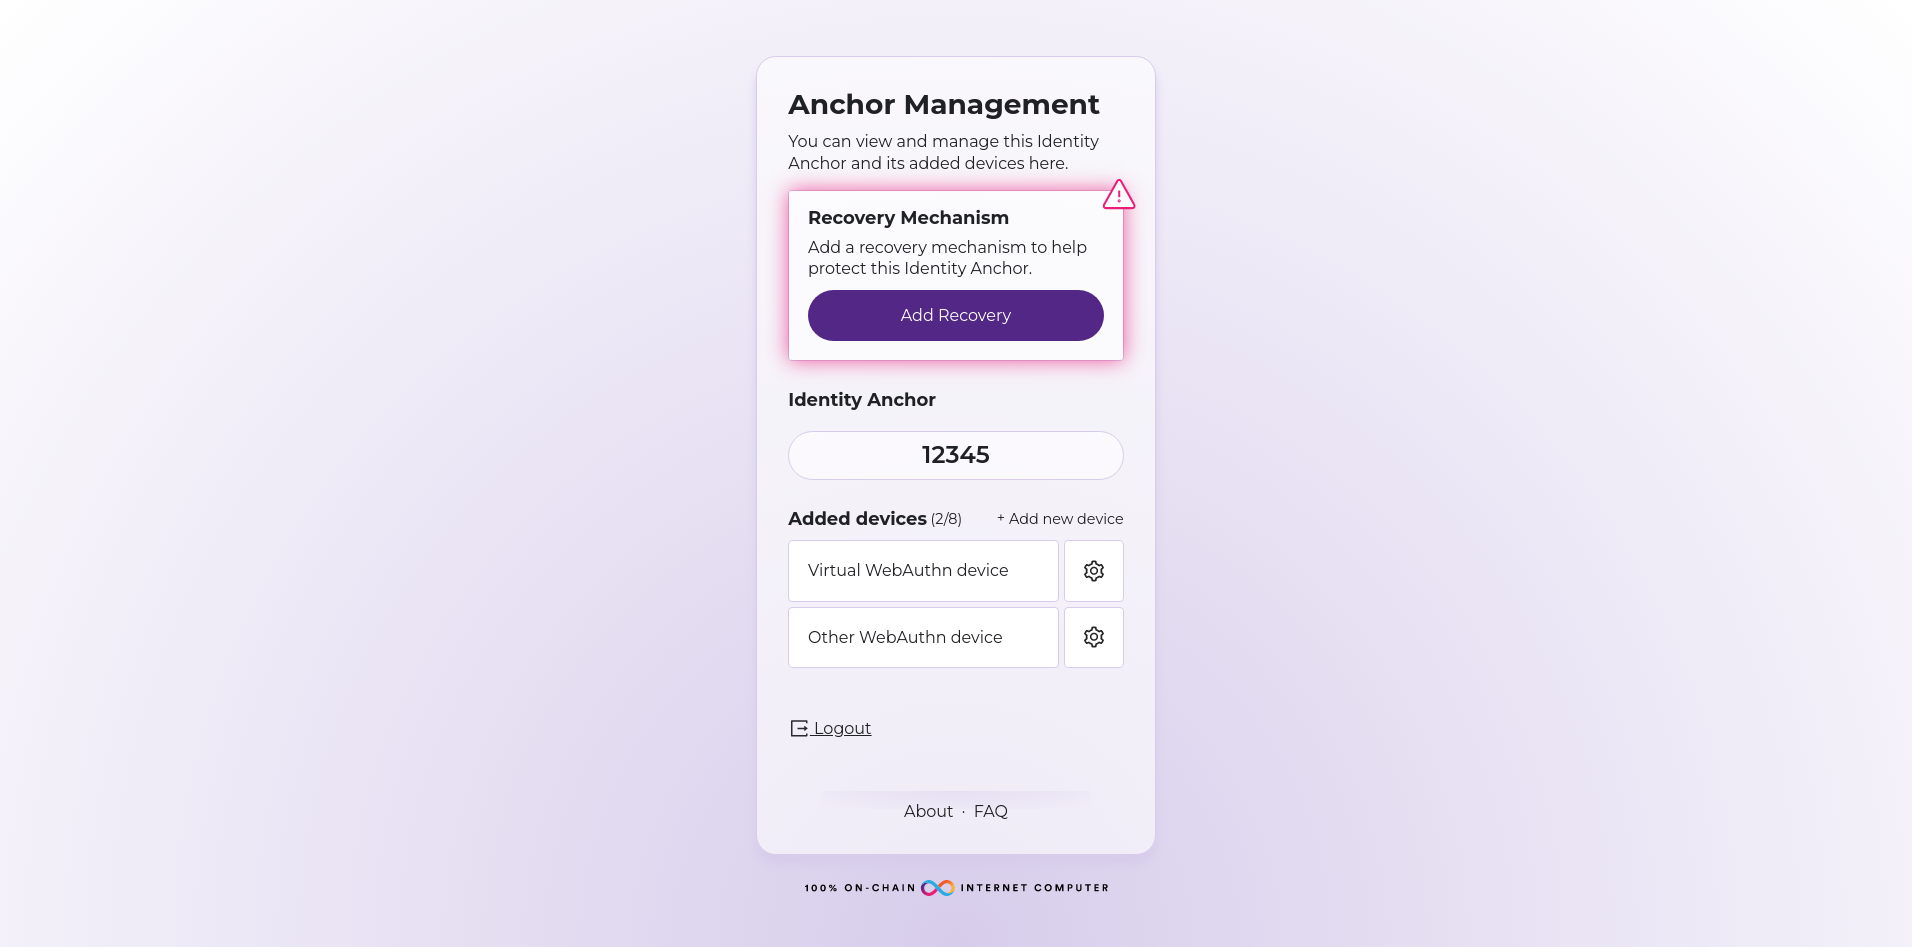 Anchor Management
You can view and manage this Identity
Anchor and its added devices here.
Recovery Mechanism
Add a recovery mechanism to help
protect this Identity Anchor.
Add Recovery
Identity Anchor
12345
Added devices (2/8) + Add new device
Virtual WebAuthn device
Other WebAuthn device
Logout
About · FAQ
100% ON-CHAIN INTERNET COMPUTER